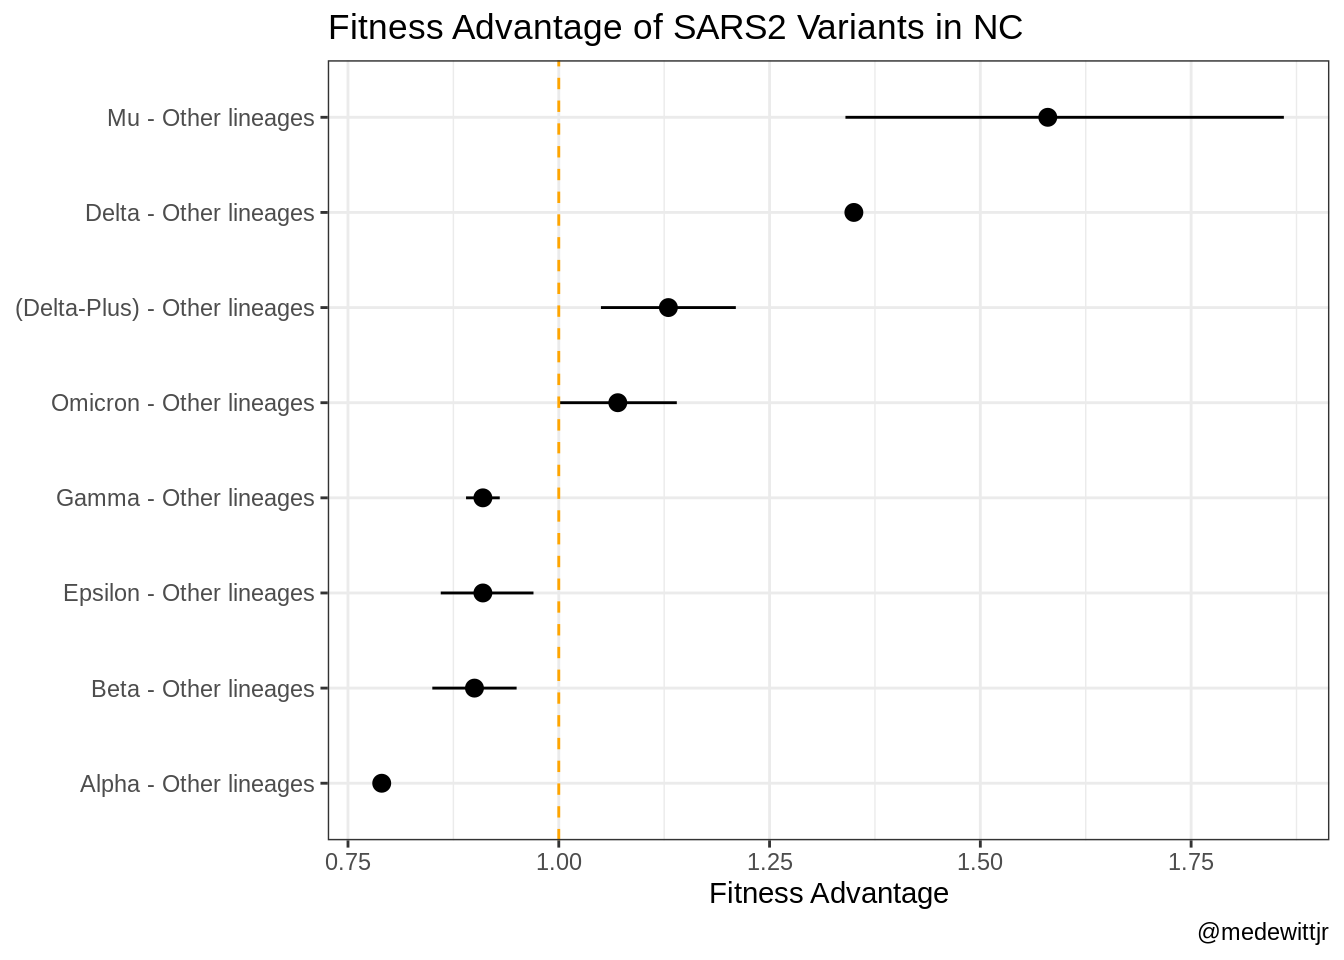 Fitness Advantage of SARS2 Variants in NC
Mu - Other lineages
Delta - Other lineages
(Delta-Plus) - Other lineages
Omicron - Other lineages
Gamma - Other lineages
Epsilon - Other lineages
Beta - Other lineages
Alpha - Other lineages
0.75 1.00 1.25 1.50 1.75
Fitness Advantage
@medewittjr